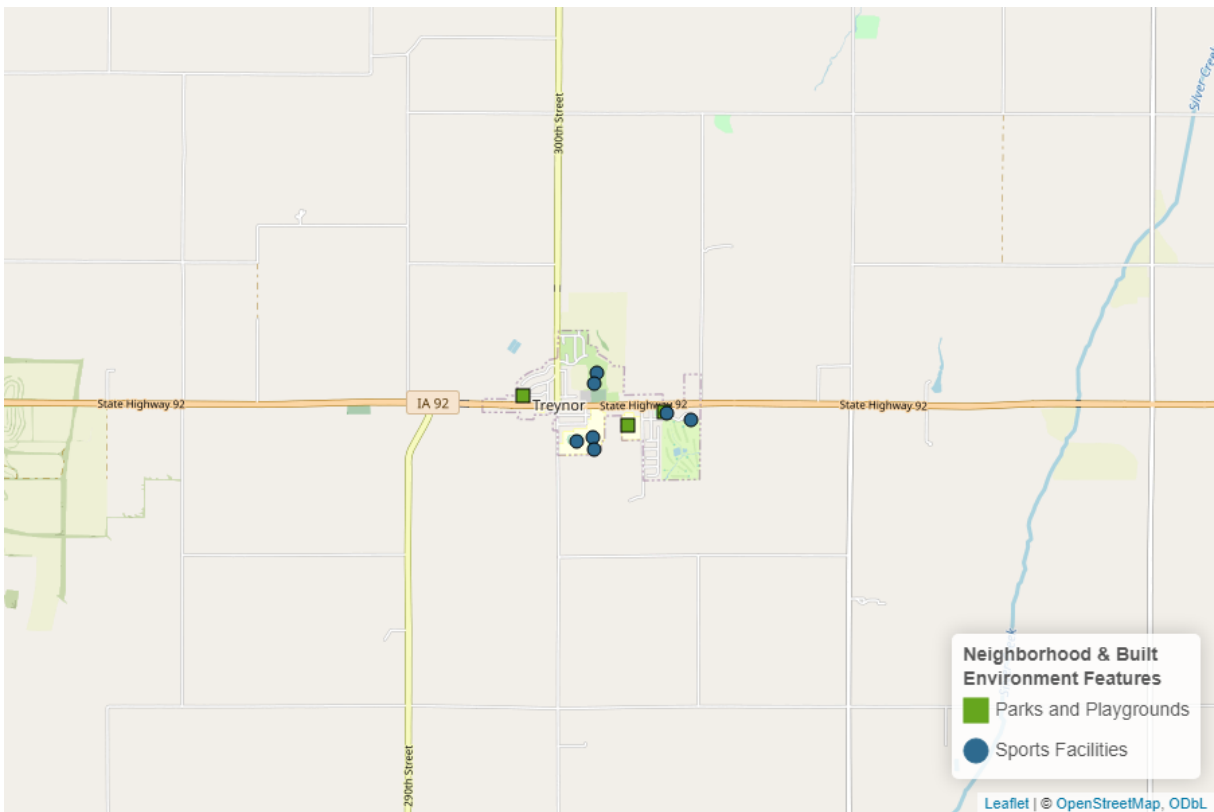 Silver Creek
300th Street
State Highway 92
IA 92
Treynor
State Highway 92
State Highway 92
290th Street
Neighborhood & Built
Environment Features
Parks and Playgrounds
Sports Facilities
Leaflet | © OpenStreetMap, ODbL